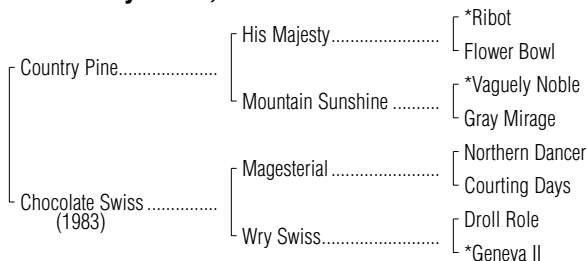 *Ribot
His Majesty....................
Flower Bowl
Country Pine....................
*Vaguely Noble
Mountain Sunshine ..........
Gray Mirage
Northern Dancer
Magesterial ....................
Courting Days
Chocolate Swiss ..............
(1983)
Droll Role
Wry Swiss......................
*Geneva II